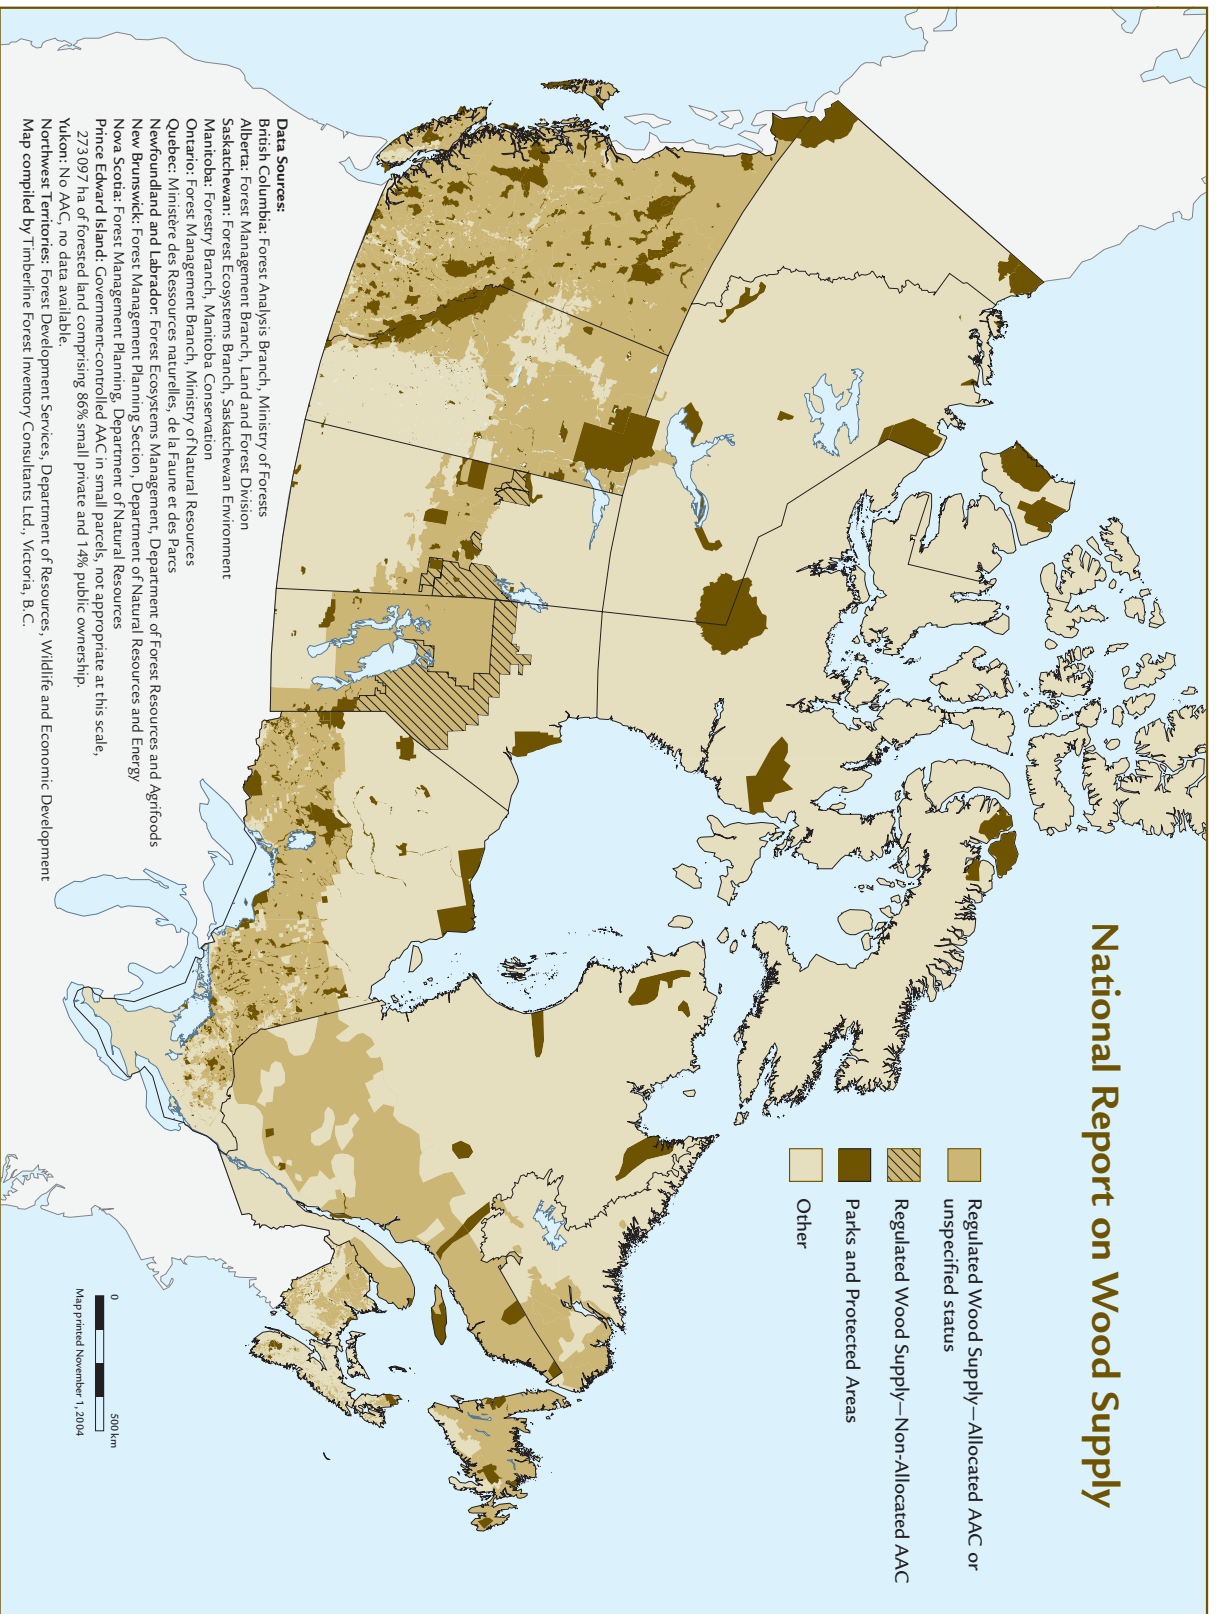 National Report on Wood Supply
Regulated Wood Supply—Allocated AAC or
unspecified status
Regulated Wood Supply—Non-Allocated AAC
Parks and Protected Areas
Other
Data Sources:
British Columbia: Forest Analysis Branch, Ministry of Forests
Alberta: Forest Management Branch, Land and Forest Division
Saskatchewan: Forest Ecosystems Branch, Saskatchewan Environment
Manitoba: Forestry Branch, Manitoba Conservation
Ontario: Forest Management Branch, Ministry of Natural Resources
Quebec: Ministère des Ressources naturelles, de la Faune et des Parcs
Newfoundland and Labrador: Forest Ecosystems Management, Department of Forest Resources and Agrifoods
New Brunswick: Forest Management Planning Section, Department of Natural Resources and Energy
Nova Scotia: Forest Management Planning, Department of Natural Resources
Prince Edward Island: Government-controlled AAC in small parcels, not appropriate at this scale,
273 097 ha of forested land comprising 86% small private and 14% public ownership.
Yukon: No AAC, no data available.
Northwest Territories: Forest Development Services, Department of Resources, Wildlife and Economic Development
Map compiled by Timberline Forest Inventory Consultants Ltd., Victoria, B.C.
0 500 km
Map printed November 1, 2004